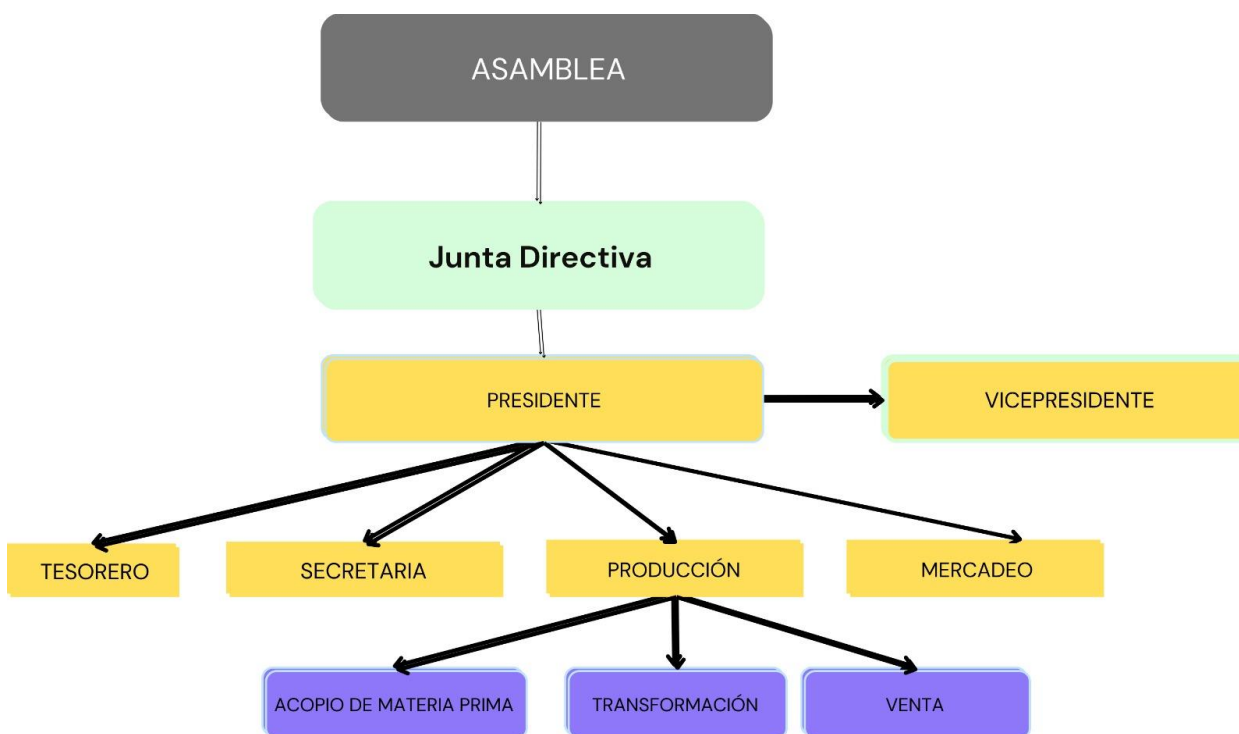 ASAMBLEA
Junta Directiva
PRESIDENTE
VICEPRESIDENTE
TESORERO
SECRETARIA
PRODUCCIÓN
MERCADEO
ACOPIO DE MATERIA PRIMA
TRANSFORMACIÓN
VENTA